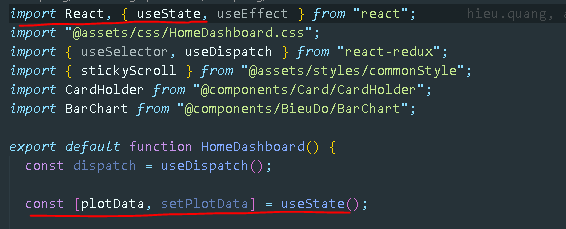 import React, { useState, useEffect } from "react"; hieu.quang,
import "@assets/css/HomeDashboard.css";
import { useSelector, useDispatch } from "react-redux";
import { stickyScroll } from "@assets/styles/commonStyle";
import CardHolder from "@components/Card/CardHolder";
import BarChart from "@components/BieuDo/BarChart";
export default function HomeDashboard() {
const dispatch = useDispatch();
const [plotData, setPlotData] = useState();